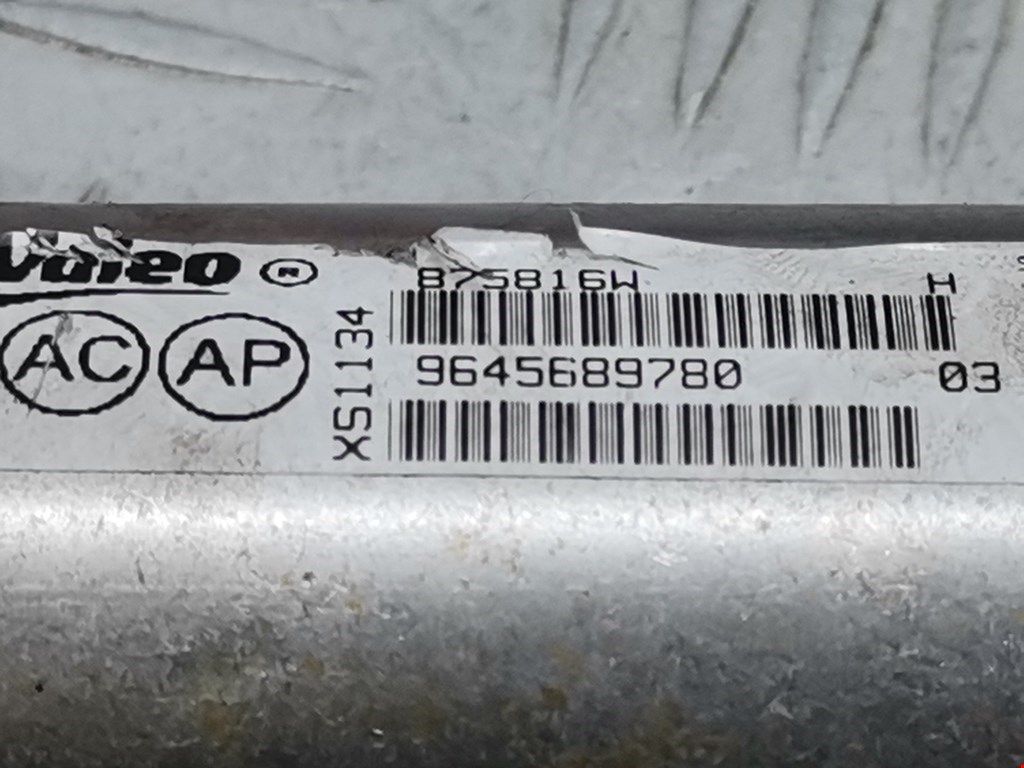 Valeo ®
875816W H
AC AP
XS1134
9645689780 03